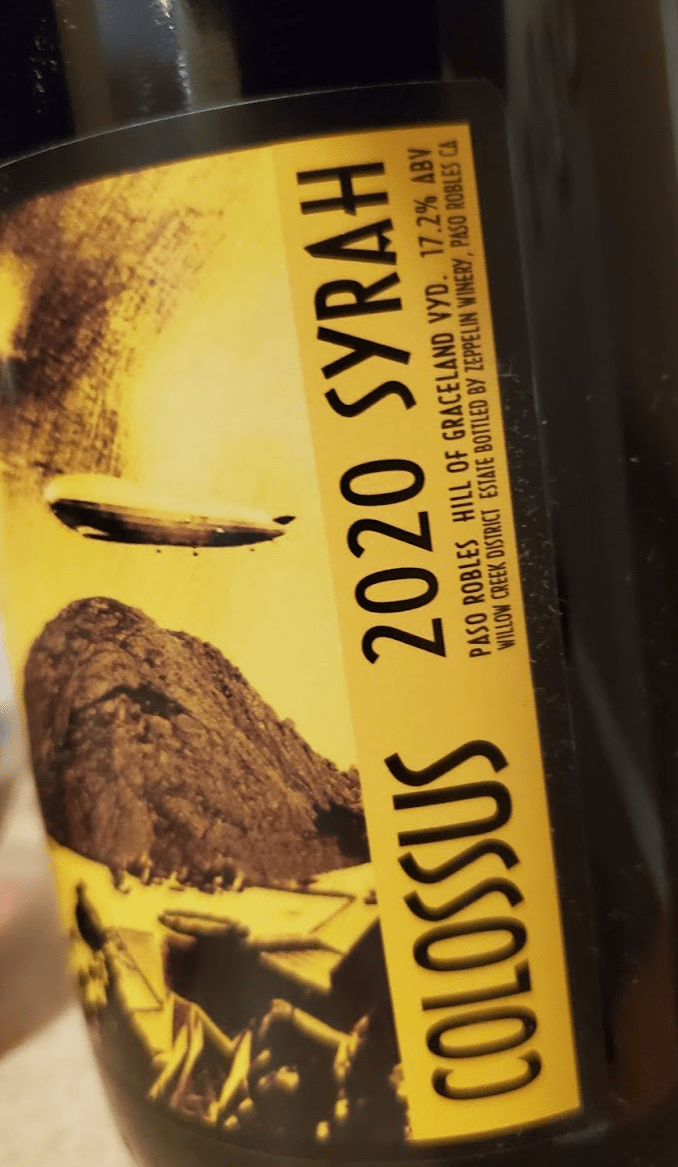 COLOSSUS
2020 SYRAH
PASO ROBLES HILL OF GRACELAND VYD. 17.2% ABV
WILLOW CREEK DISTRICT ESTATE BOTTLED BY ZEPPELIN WINERY, PASO ROBLES CA